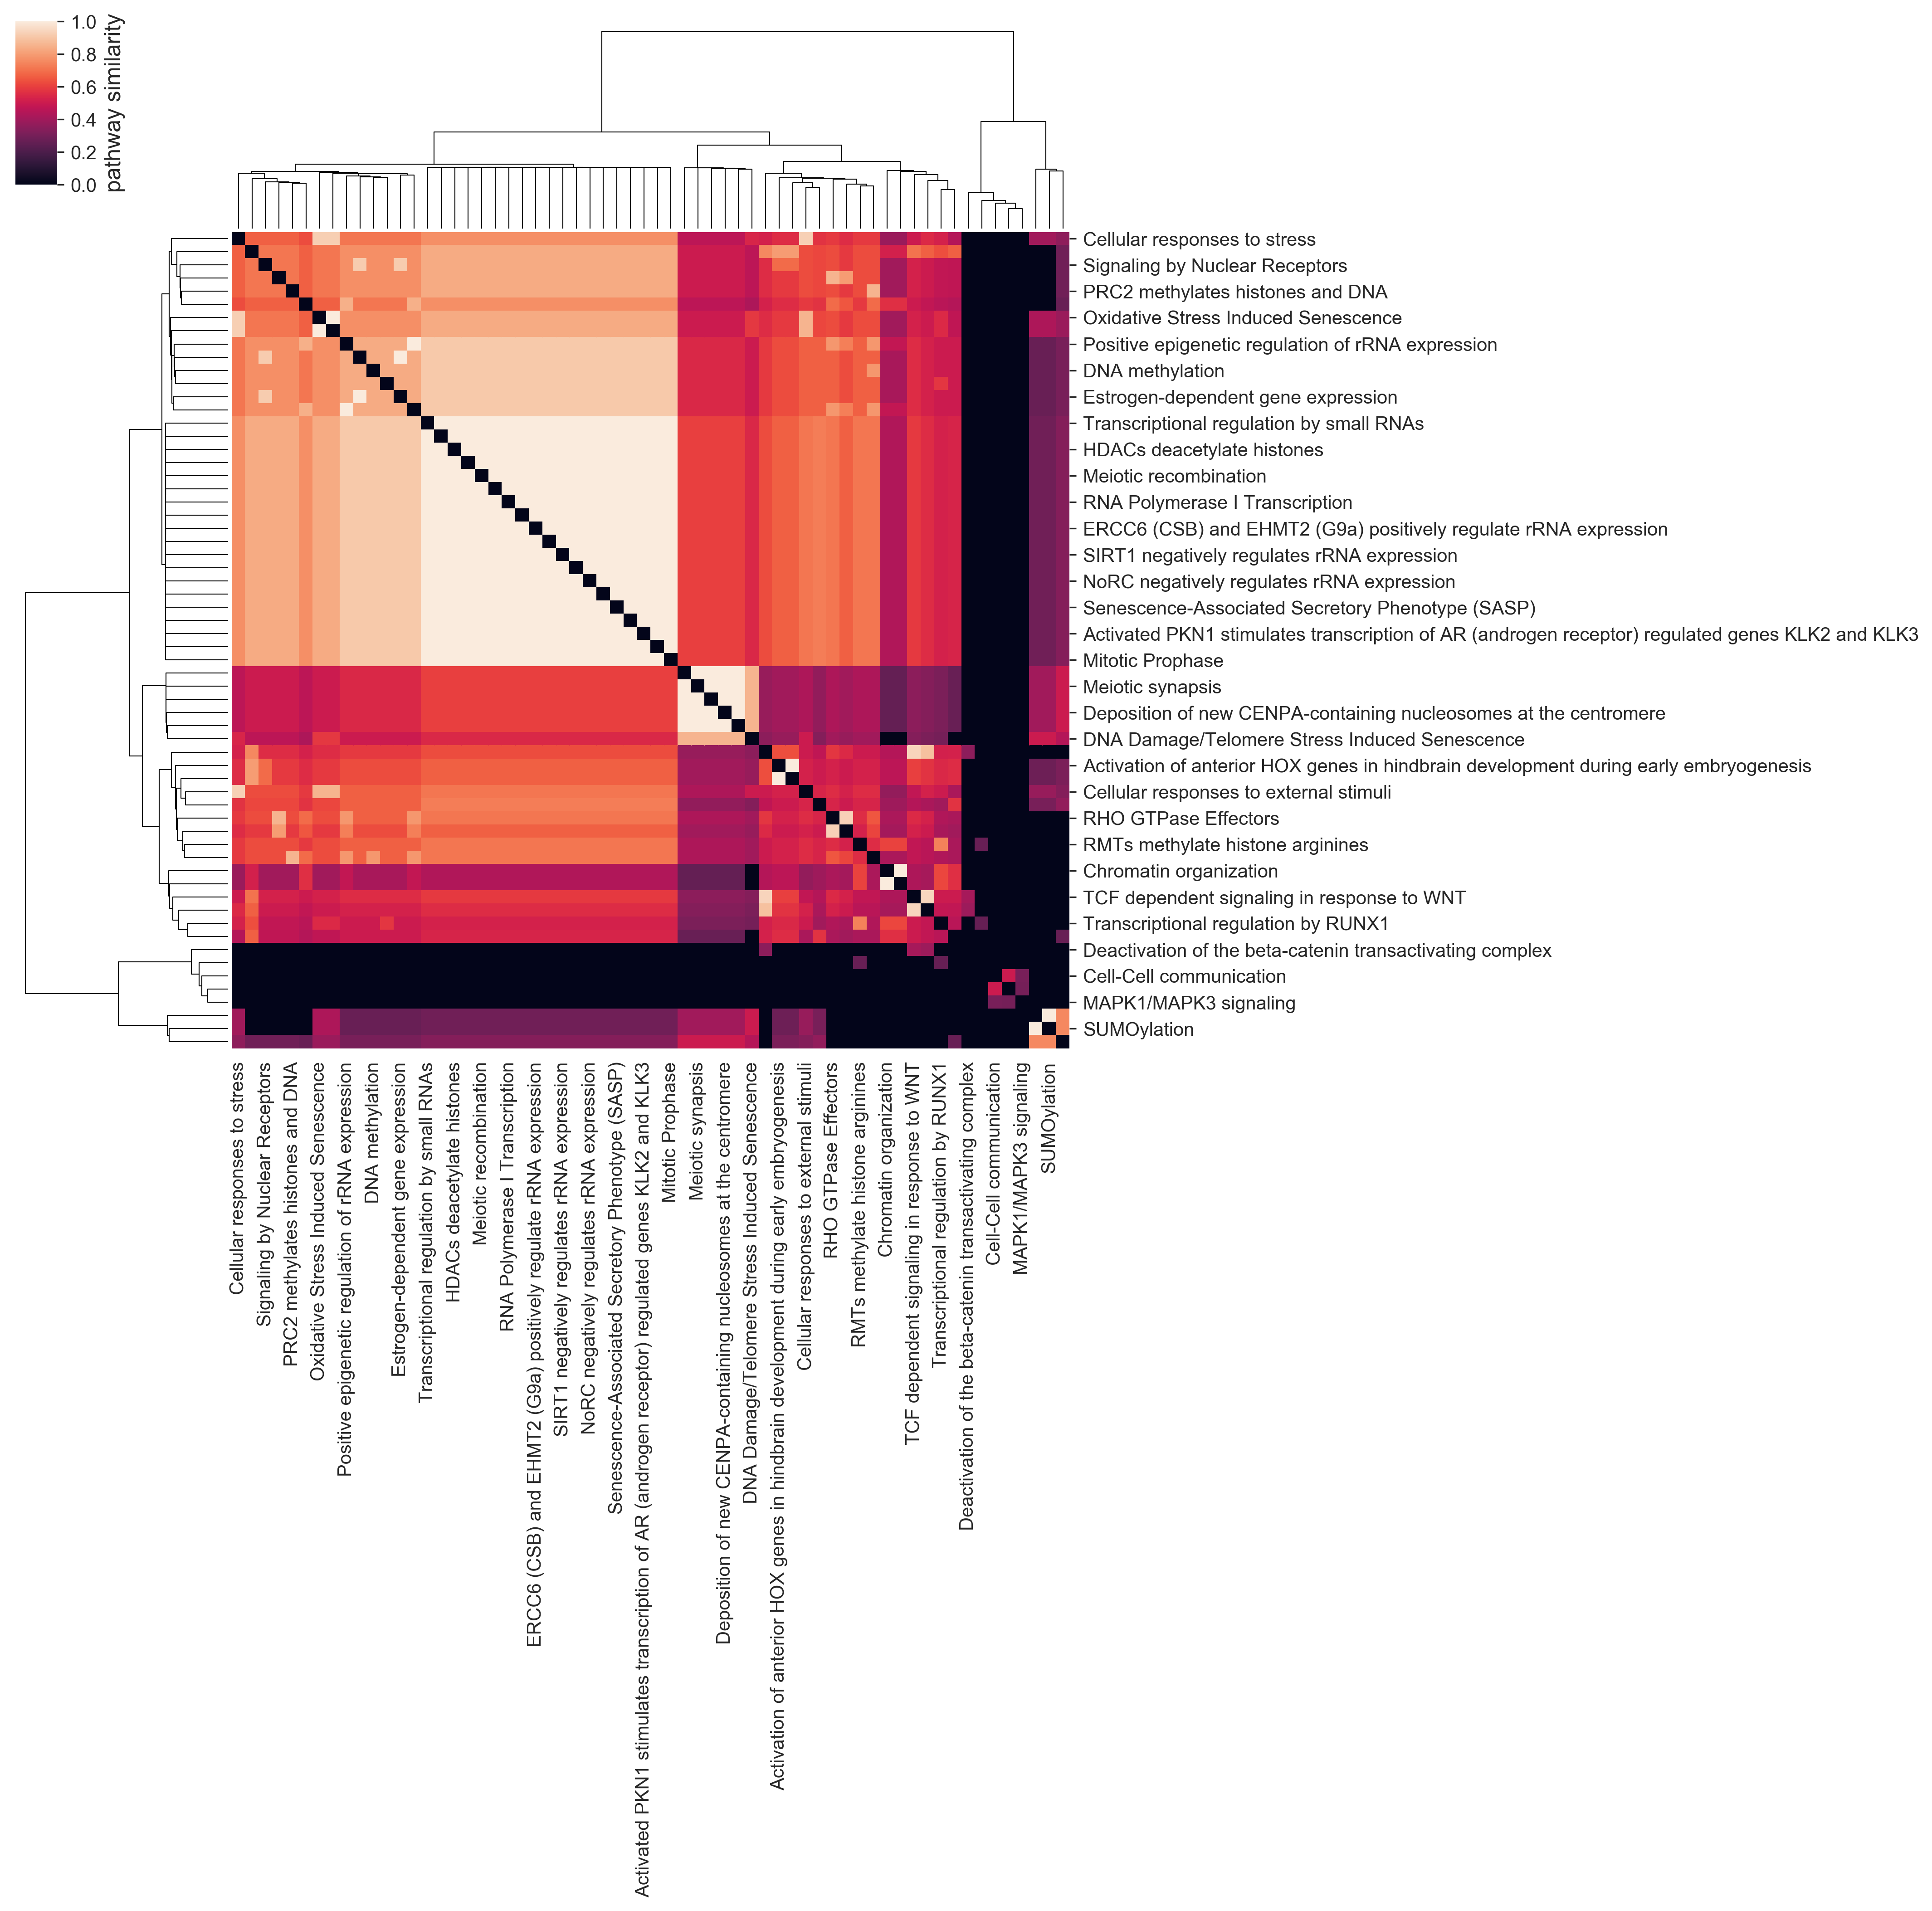 1.0
0.8
0.6
0.4
0.2
0.0
pathway similarity
Cellular responses to stress
Signaling by Nuclear Receptors
PRC2 methylates histones and DNA
Oxidative Stress Induced Senescence
Positive epigenetic regulation of rRNA expression
DNA methylation
Estrogen-dependent gene expression
Transcriptional regulation by small RNAs
HDACs deacetylate histones
Meiotic recombination
RNA Polymerase I Transcription
ERCC6 (CSB) and EHMT2 (G9a) positively regulate rRNA expression
SIRT1 negatively regulates rRNA expression
NoRC negatively regulates rRNA expression
Senescence-Associated Secretory Phenotype (SASP)
Activated PKN1 stimulates transcription of AR (androgen receptor) regulated genes KLK2 and KLK3
Mitotic Prophase
Meiotic synapsis
Deposition of new CENPA-containing nucleosomes at the centromere
DNA Damage/Telomere Stress Induced Senescence
Activation of anterior HOX genes in hindbrain development during early embryogenesis
Cellular responses to external stimuli
RHO GTPase Effectors
RMTs methylate histone arginines
Chromatin organization
TCF dependent signaling in response to WNT
Transcriptional regulation by RUNX1
Deactivation of the beta-catenin transactivating complex
Cell-Cell communication
MAPK1/MAPK3 signaling
SUMOylation
Cellular responses to stress
Signaling by Nuclear Receptors
PRC2 methylates histones and DNA
Oxidative Stress Induced Senescence
Positive epigenetic regulation of rRNA expression
DNA methylation
Estrogen-dependent gene expression
Transcriptional regulation by small RNAs
HDACs deacetylate histones
Meiotic recombination
RNA Polymerase I Transcription
ERCC6 (CSB) and EHMT2 (G9a) positively regulate rRNA expression
SIRT1 negatively regulates rRNA expression
NoRC negatively regulates rRNA expression
Senescence-Associated Secretory Phenotype (SASP)
Activated PKN1 stimulates transcription of AR (androgen receptor) regulated genes KLK2 and KLK3
Mitotic Prophase
Meiotic synapsis
Deposition of new CENPA-containing nucleosomes at the centromere
DNA Damage/Telomere Stress Induced Senescence
Activation of anterior HOX genes in hindbrain development during early embryogenesis
Cellular responses to external stimuli
RHO GTPase Effectors
RMTs methylate histone arginines
Chromatin organization
TCF dependent signaling in response to WNT
Transcriptional regulation by RUNX1
Deactivation of the beta-catenin transactivating complex
Cell-Cell communication
MAPK1/MAPK3 signaling
SUMOylation